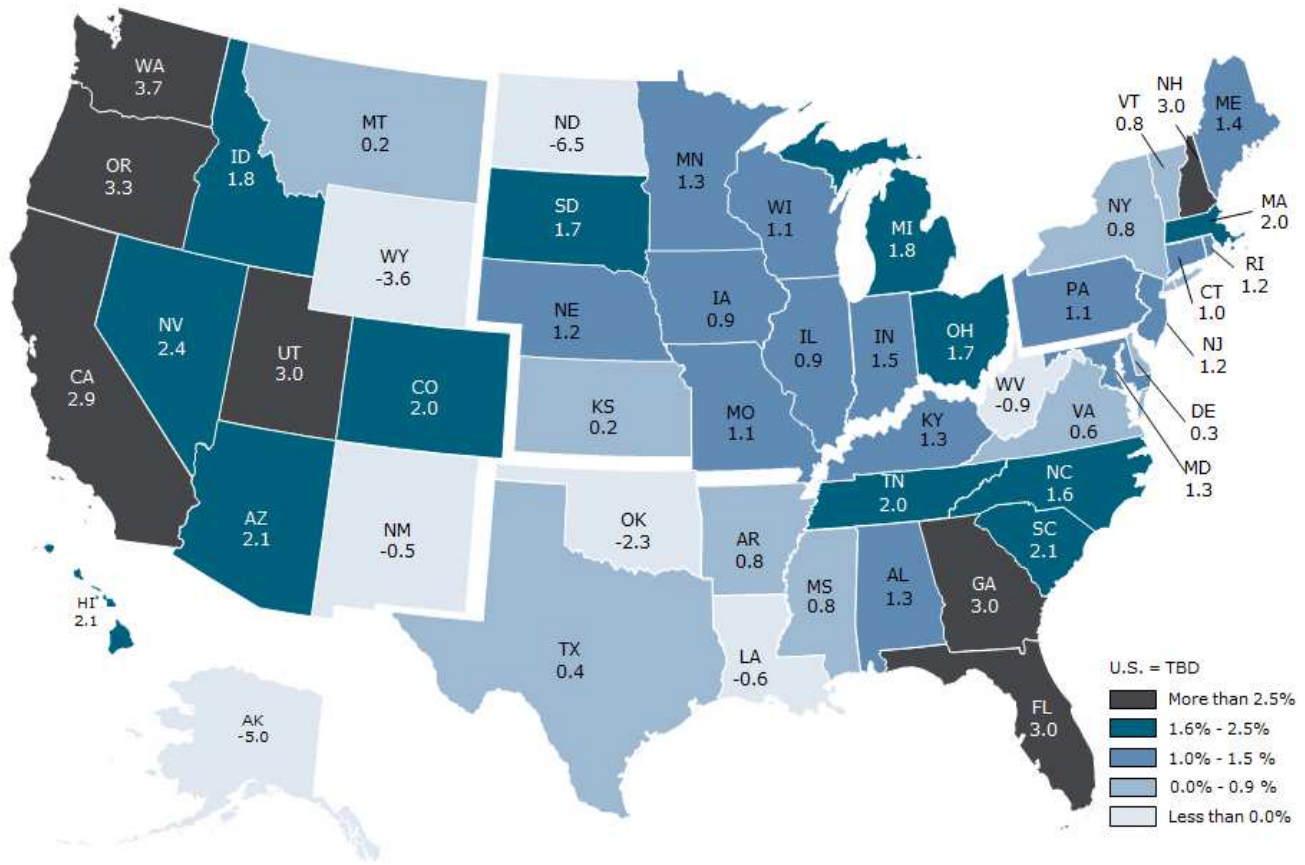 WA
3.7
OR
3.3
CA
2.9
ID
1.8
NV
2.4
MT
0.2
WY
-3.6
UT
3.0
CO
2.0
AZ
2.1
NM
-0.5
ND
-6.5
SD
1.7
NE
1.2
KS
0.2
OK
-2.3
TX
0.4
MN
1.3
IA
0.9
MO
1.1
AR
0.8
LA
-0.6
WI
1.1
IL
0.9
MI
1.8
IN
1.5
OH
1.7
KY
1.3
TN
2.0
MS
0.8
AL
1.3
GA
3.0
FL
3.0
SC
2.1
NC
1.6
VA
0.6
WV
-0.9
PA
1.1
NY
0.8
VT
0.8
NH
3.0
ME
1.4
MA
2.0
RI
1.2
CT
1.0
NJ
1.2
DE
0.3
MD
1.3
HI
2.1
AK
-5.0
U.S. = TBD
More than 2.5%
1.6% - 2.5%
1.0% - 1.5 %
0.0% - 0.9 %
Less than 0.0%